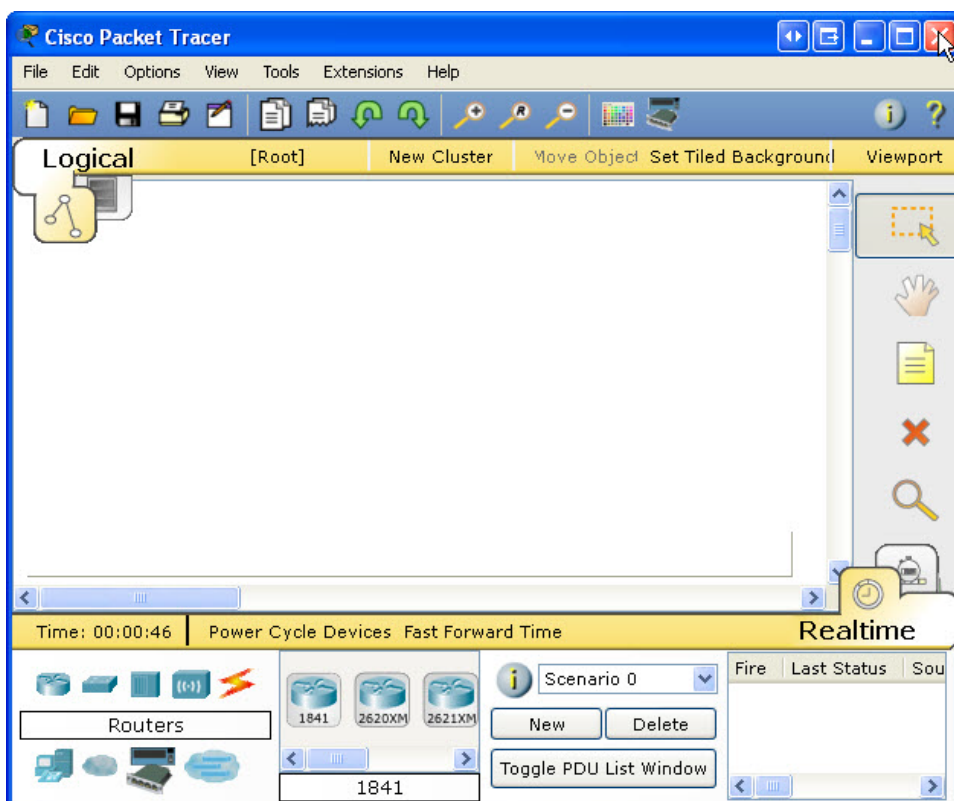 Cisco Packet Tracer
File Edit Options View Tools Extensions Help
Logical [Root] New Cluster Move Object Set Tiled Background Viewport
Time: 00:00:46 Power Cycle Devices Fast Forward Time Realtime
Routers
1841 2620XM 2621XM
1841
Scenario 0
New Delete
Toggle PDU List Window
Fire Last Status Sou